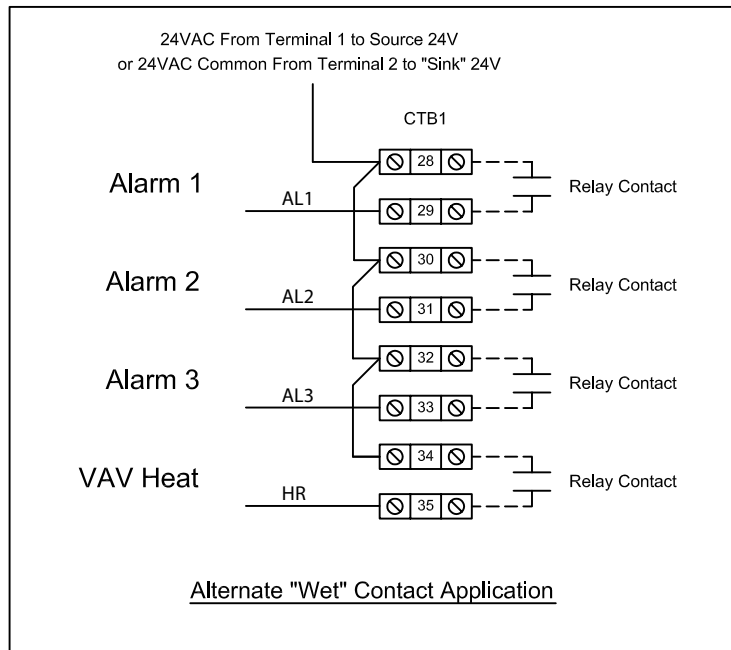 24VAC From Terminal 1 to Source 24V
or 24VAC Common From Terminal 2 to "Sink" 24V
CTB1
28
Alarm 1
Relay Contact
AL1
29
30
Alarm 2
Relay Contact
AL2
31
32
Alarm 3
Relay Contact
AL3
33
34
VAV Heat
Relay Contact
HR
35
Alternate "Wet" Contact Application